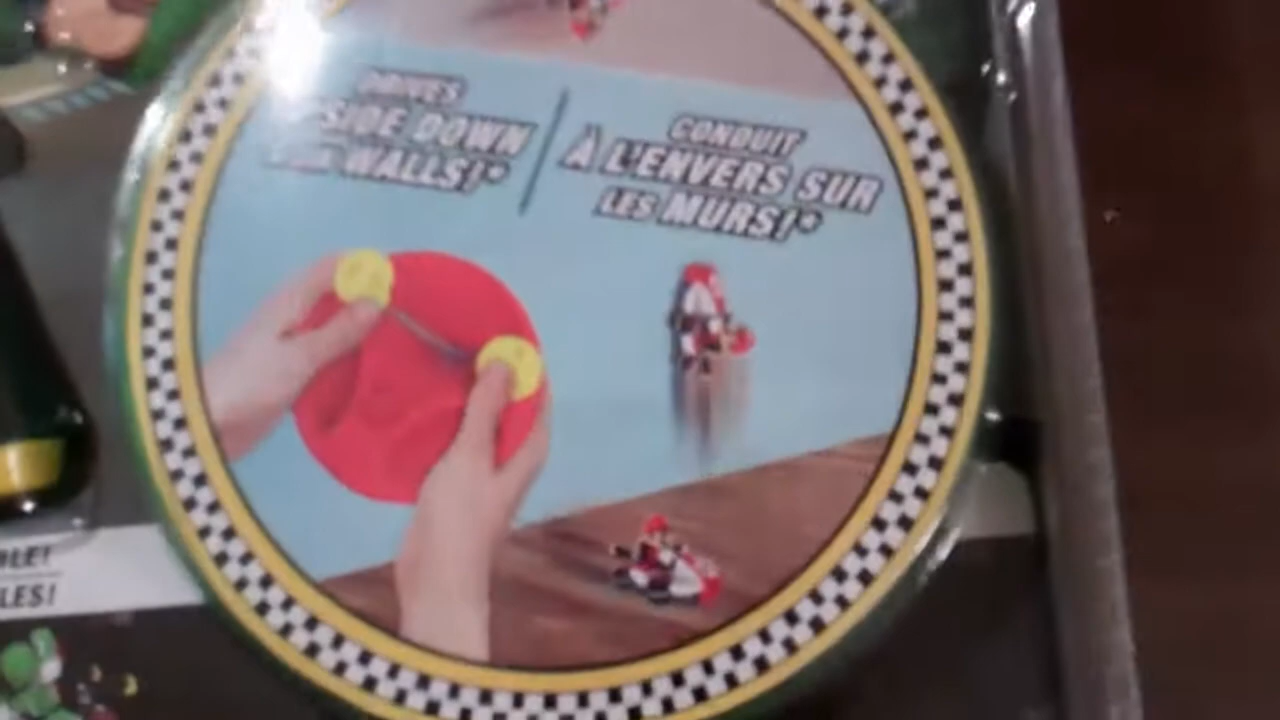 DRIVES
SIDE DOWN
WALLS!*
CONDUIT
À L'ENVERS SUR
LES MURS!*
BLE!
LES!